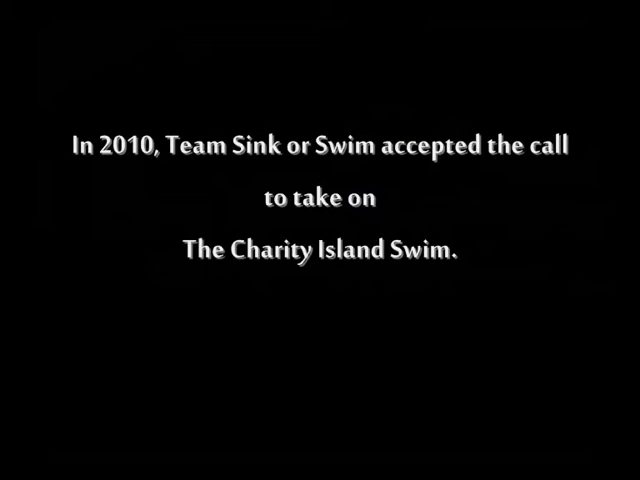 In 2010, Team Sink or Swim accepted the call
to take on
The Charity Island Swim.